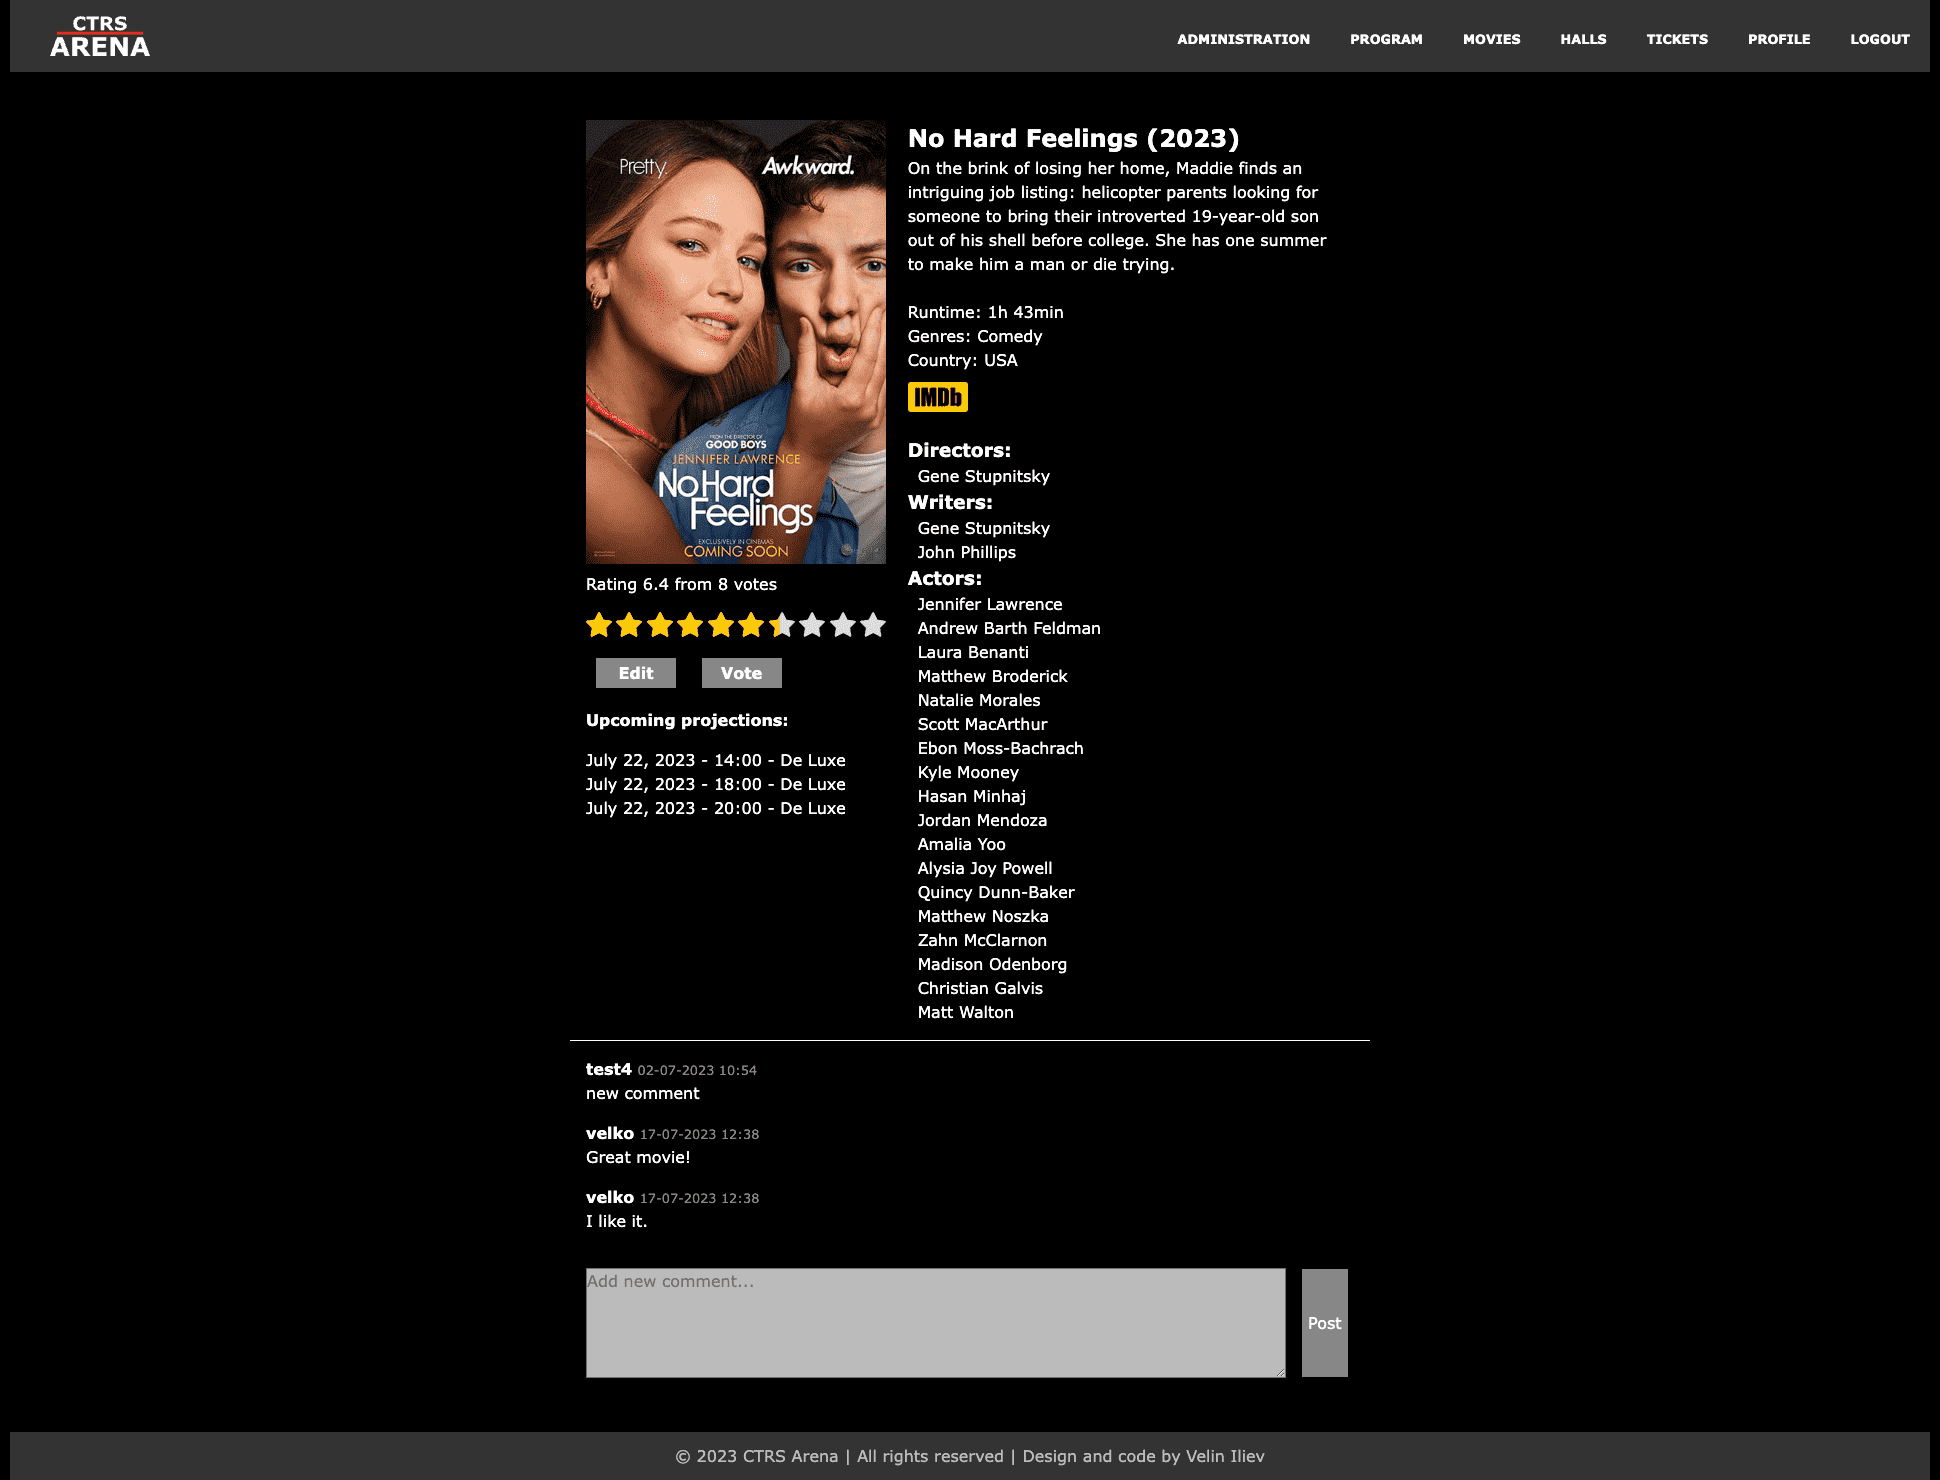 CTRS
ARENA
ADMINISTRATION
PROGRAM
MOVIES
HALLS
TICKETS
PROFILE
LOGOUT
Pretty.
Awkward.
FROM THE DIRECTOR OF
GOOD BOYS
JENNIFER LAWRENCE
No Hard
Feelings
EXCLUSIVELY IN CINEMAS
COMING SOON
Rating 6.4 from 8 votes
Edit
Vote
Upcoming projections:
July 22, 2023 - 14:00 - De Luxe
July 22, 2023 - 18:00 - De Luxe
July 22, 2023 - 20:00 - De Luxe
No Hard Feelings (2023)
On the brink of losing her home, Maddie finds an
intriguing job listing: helicopter parents looking for
someone to bring their introverted 19-year-old son
out of his shell before college. She has one summer
to make him a man or die trying.
Runtime: 1h 43min
Genres: Comedy
Country: USA
IMDb
Directors:
Gene Stupnitsky
Writers:
Gene Stupnitsky
John Phillips
Actors:
Jennifer Lawrence
Andrew Barth Feldman
Laura Benanti
Matthew Broderick
Natalie Morales
Scott MacArthur
Ebon Moss-Bachrach
Kyle Mooney
Hasan Minhaj
Jordan Mendoza
Amalia Yoo
Alysia Joy Powell
Quincy Dunn-Baker
Matthew Noszka
Zahn McClarnon
Madison Odenborg
Christian Galvis
Matt Walton
test4 02-07-2023 10:54
new comment
velko 17-07-2023 12:38
Great movie!
velko 17-07-2023 12:38
I like it.
Add new comment...
Post
© 2023 CTRS Arena | All rights reserved | Design and code by Velin Iliev